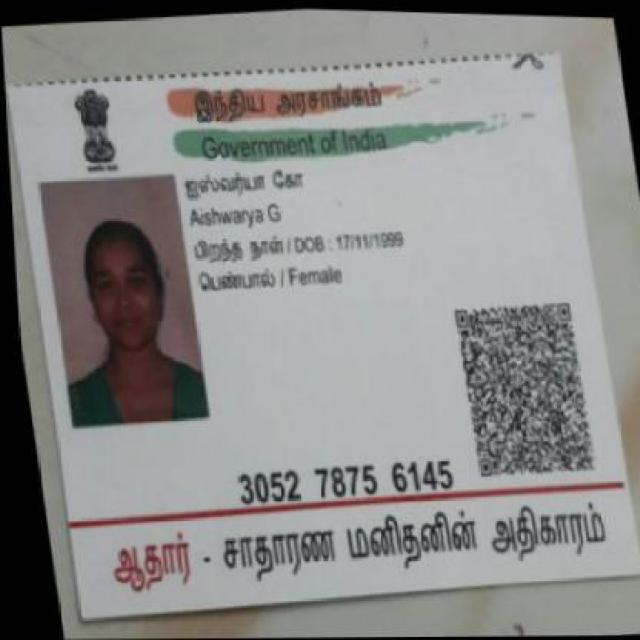 இந்திய அரசாங்கம்
Government of India
ஐஸ்வர்யா கோ
Aishwarya G
பிறந்த நாள் / DOB : 17/11/1999
பெண்பால் / Female
3052 7875 6145
ஆதார் - சாதாரண மனிதனின் அதிகாரம்